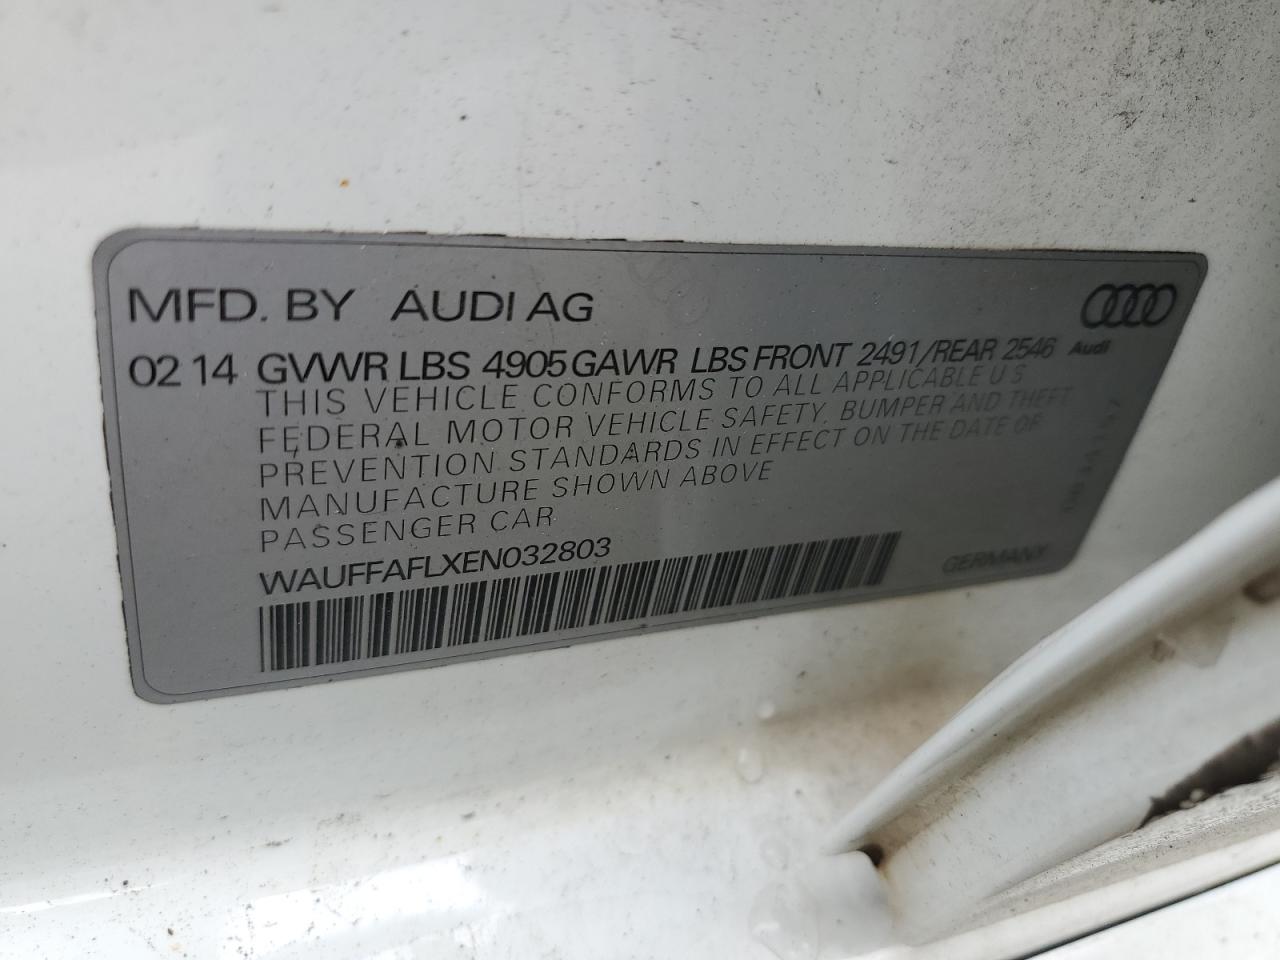 MFD. BY AUDI AG
02 14 GVWR LBS 4905 GAWR LBS FRONT 2491/REAR 2546
Audi
THIS VEHICLE CONFORMS TO ALL APPLICABLE U S
FEDERAL MOTOR VEHICLE SAFETY, BUMPER AND THEFT
PREVENTION STANDARDS IN EFFECT ON THE DATE OF
MANUFACTURE SHOWN ABOVE
PASSENGER CAR
WAUFFAFLXEN032803
GERMANY